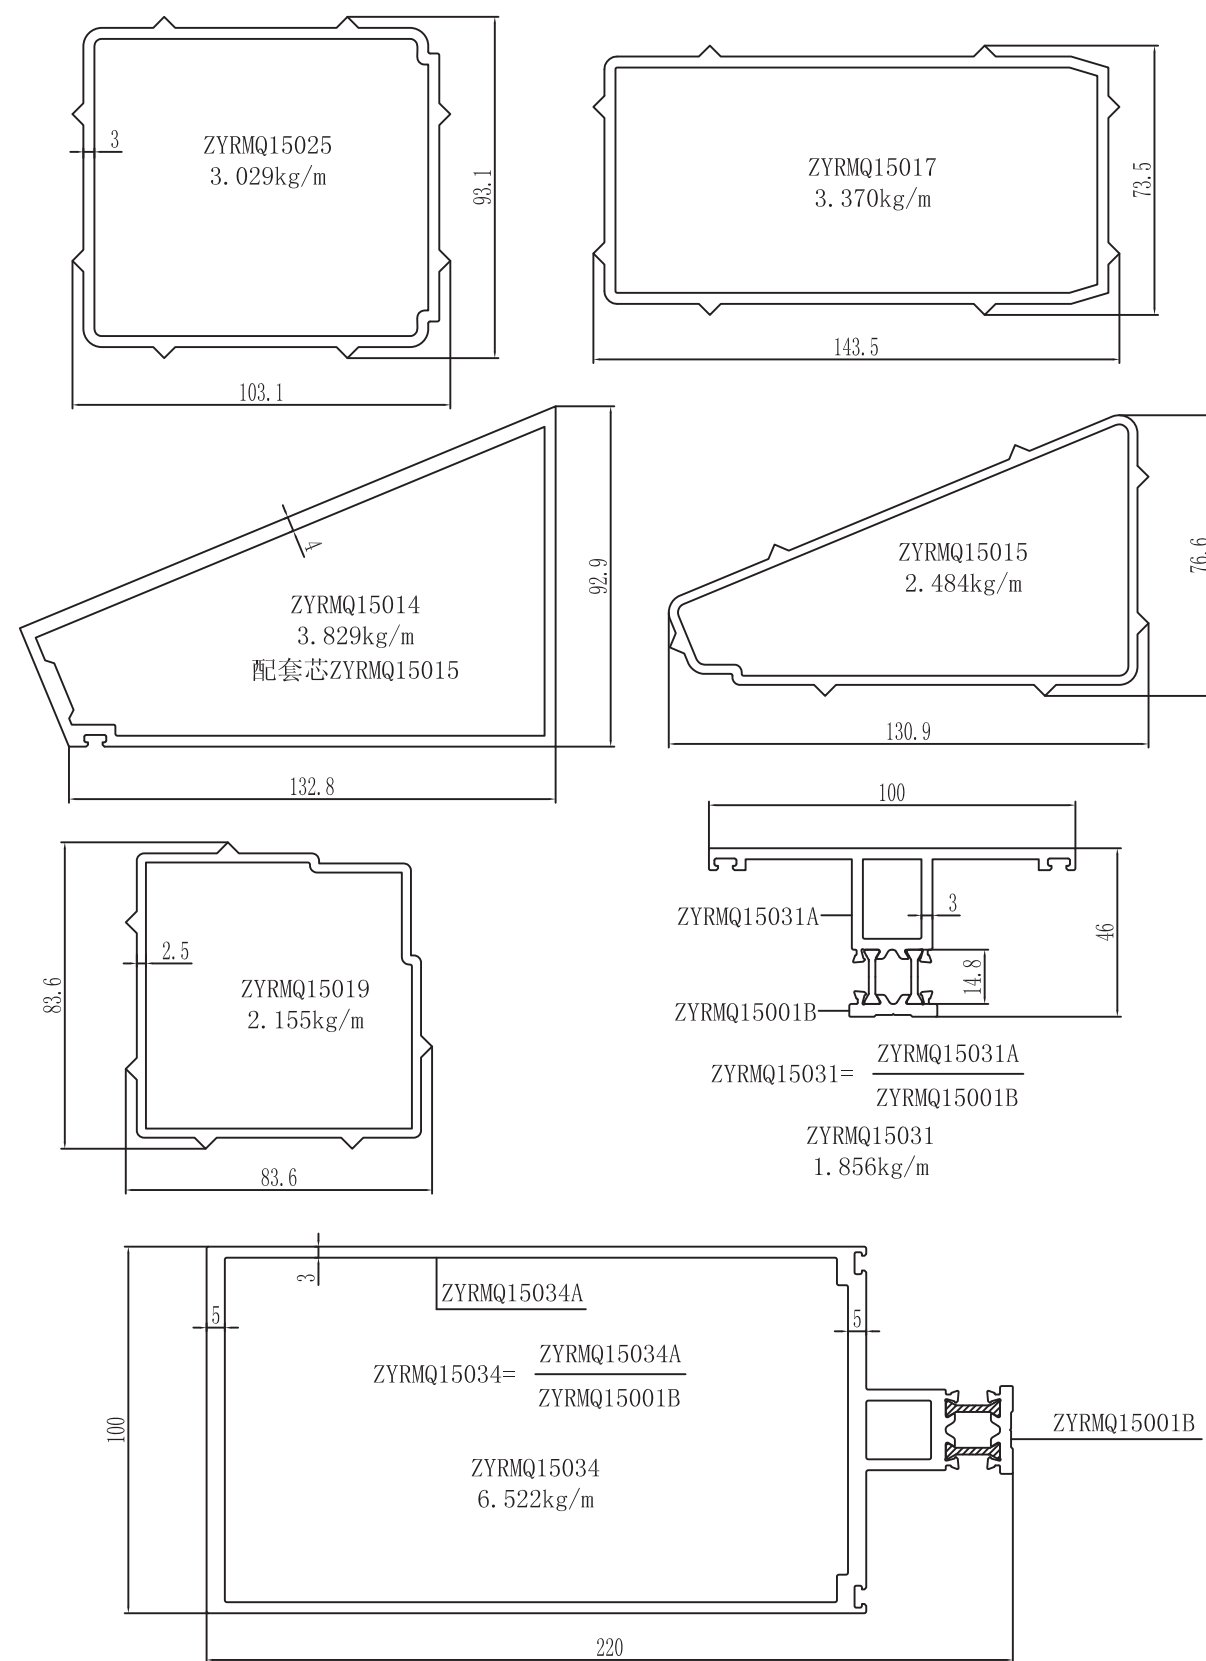 3
ZYRMQ15025
3.029kg/m
93.1
103.1
ZYRMQ15017
3.370kg/m
73.5
143.5
4
ZYRMQ15014
3.829kg/m
配套芯ZYRMQ15015
92.9
132.8
ZYRMQ15015
2.484kg/m
76.6
130.9
2.5
ZYRMQ15019
2.155kg/m
83.6
83.6
100
ZYRMQ15031A
3
46
14.8
ZYRMQ15001B
ZYRMQ15031=
ZYRMQ15031A
ZYRMQ15001B
ZYRMQ15031
1.856kg/m
3
ZYRMQ15034A
5
5
ZYRMQ15034=
ZYRMQ15034A
ZYRMQ15001B
100
ZYRMQ15001B
ZYRMQ15034
6.522kg/m
220